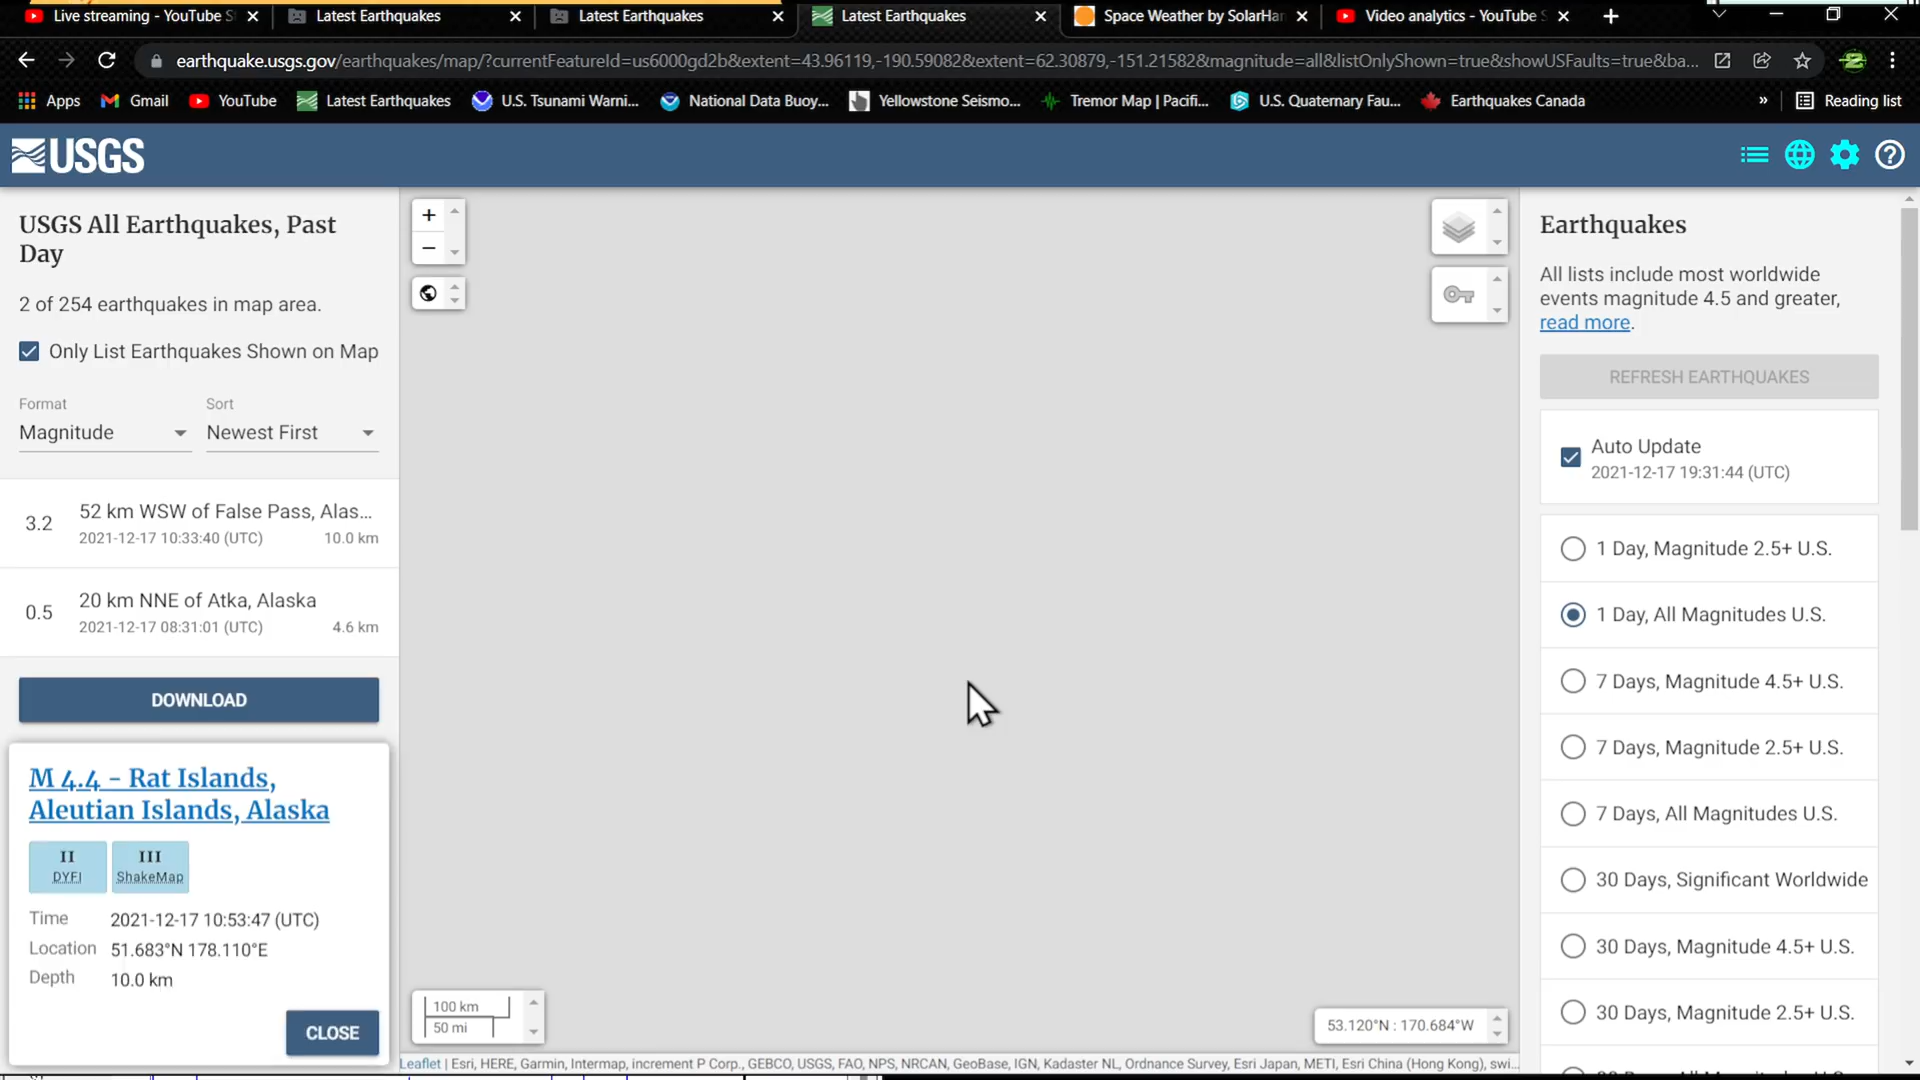 Live streaming - YouTube S
Latest Earthquakes
Latest Earthquakes
Latest Earthquakes
Space Weather by SolarHam
Video analytics - YouTube S
earthquake.usgs.gov/earthquakes/map/?currentFeatureId=us6000gd2b&extent=43.96119,-190.59082&extent=62.30879,-151.21582&magnitude=all&listOnlyShown=true&showUSFaults=true&ba...
Apps
Gmail
YouTube
Latest Earthquakes
U.S. Tsunami Warni...
National Data Buoy...
Yellowstone Seismo...
Tremor Map | Pacifi...
U.S. Quaternary Fau...
Earthquakes Canada
»
Reading list
USGS
USGS All Earthquakes, Past
Day
2 of 254 earthquakes in map area.
Only List Earthquakes Shown on Map
Format
Sort
Magnitude
Newest First
3.2
52 km WSW of False Pass, Alas...
2021-12-17 10:33:40 (UTC)
10.0 km
0.5
20 km NNE of Atka, Alaska
2021-12-17 08:31:01 (UTC)
4.6 km
DOWNLOAD
M 4.4 - Rat Islands,
Aleutian Islands, Alaska
II
DYFI
III
ShakeMap
Time
2021-12-17 10:53:47 (UTC)
Location
51.683°N 178.110°E
Depth
10.0 km
CLOSE
+
−
100 km
50 mi
53.120°N : 170.684°W
Leaflet | Esri, HERE, Garmin, Intermap, increment P Corp., GEBCO, USGS, FAO, NPS, NRCAN, GeoBase, IGN, Kadaster NL, Ordnance Survey, Esri Japan, METI, Esri China (Hong Kong), swi...
Earthquakes
All lists include most worldwide
events magnitude 4.5 and greater,
read more.
REFRESH EARTHQUAKES
Auto Update
2021-12-17 19:31:44 (UTC)
1 Day, Magnitude 2.5+ U.S.
1 Day, All Magnitudes U.S.
7 Days, Magnitude 4.5+ U.S.
7 Days, Magnitude 2.5+ U.S.
7 Days, All Magnitudes U.S.
30 Days, Significant Worldwide
30 Days, Magnitude 4.5+ U.S.
30 Days, Magnitude 2.5+ U.S.